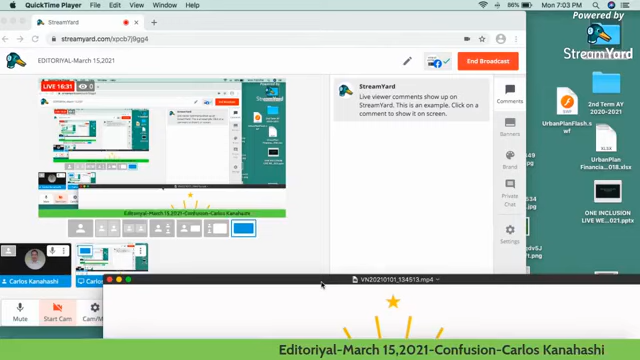 QuickTime Player File Edit View Window Help 86% Mon 7:03 PM
StreamYard
streamyard.com/xpcb7j9gg4
Powered by
StreamYard
EDITORIYAL-March 15,2021
End Broadcast
LIVE 16:31 0
StreamYard
Live viewer comments show up on
StreamYard. This is an example. Click on a
comment to show it on screen.
Comments
Banners
Brand
Private
Chat
Settings
2nd Term AY
2020-2021
UrbanPlanFlash.s
wf
XLSX
UrbanPlan
Financia...018.xlsx
ONE INCLUSION
LIVE WE...021.pptx
Editoriyal-March 15,2021-Confusion-Carlos Kanahashi
Carlos Kanahashi
Mute
Start Cam
VN20210101_134513.mp4
Editoriyal-March 15,2021-Confusion-Carlos Kanahashi